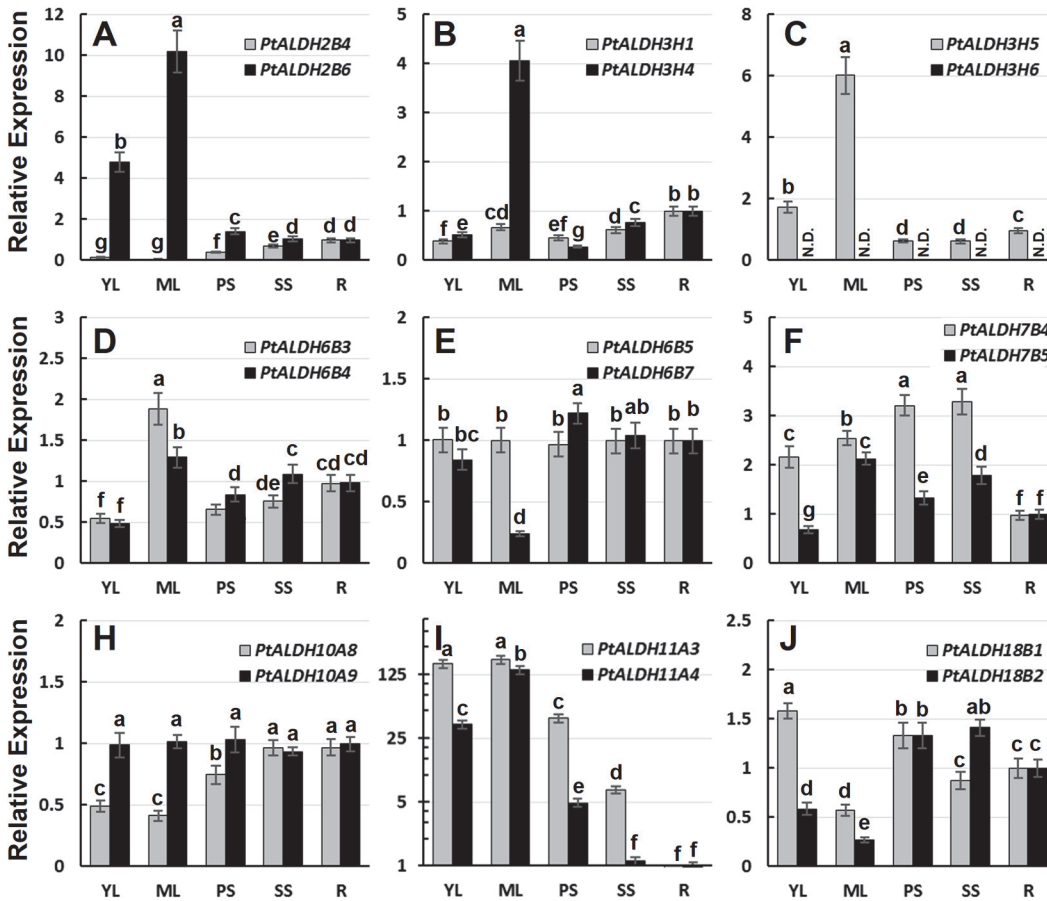 A
PtALDH2B4
PtALDH2B6
Relative Expression
12
10
8
6
4
2
0
b
a
g
g
f
c
e
d
d
d
YL ML PS SS R
B
PtALDH3H1
PtALDH3H4
5
4
3
2
1
0
f
e
cd
a
ef
g
d
c
b
b
YL ML PS SS R
C
PtALDH3H5
PtALDH3H6
8
6
4
2
0
b
N.D.
a
N.D.
d
N.D.
d
N.D.
c
N.D.
YL ML PS SS R
D
PtALDH6B3
PtALDH6B4
Relative Expression
3
2.5
2
1.5
1
0.5
0
f
f
a
b
d
de
c
cd
cd
YL ML PS SS R
E
PtALDH6B5
PtALDH6B7
2
1.5
1
0.5
0
b
bc
b
d
b
a
b
ab
b
b
YL ML PS SS R
F
PtALDH7B4
PtALDH7B5
5
4
3
2
1
0
c
g
b
c
a
e
a
d
f
f
YL ML PS SS R
H
PtALDH10A8
PtALDH10A9
Relative Expression
2
1.5
1
0.5
0
c
a
c
a
b
a
a
a
a
a
YL ML PS SS R
I
PtALDH11A3
PtALDH11A4
125
25
5
1
a
c
a
b
c
e
d
f
f
f
YL ML PS SS R
J
PtALDH18B1
PtALDH18B2
2.5
2
1.5
1
0.5
0
a
d
d
e
b
b
c
ab
c
c
YL ML PS SS R